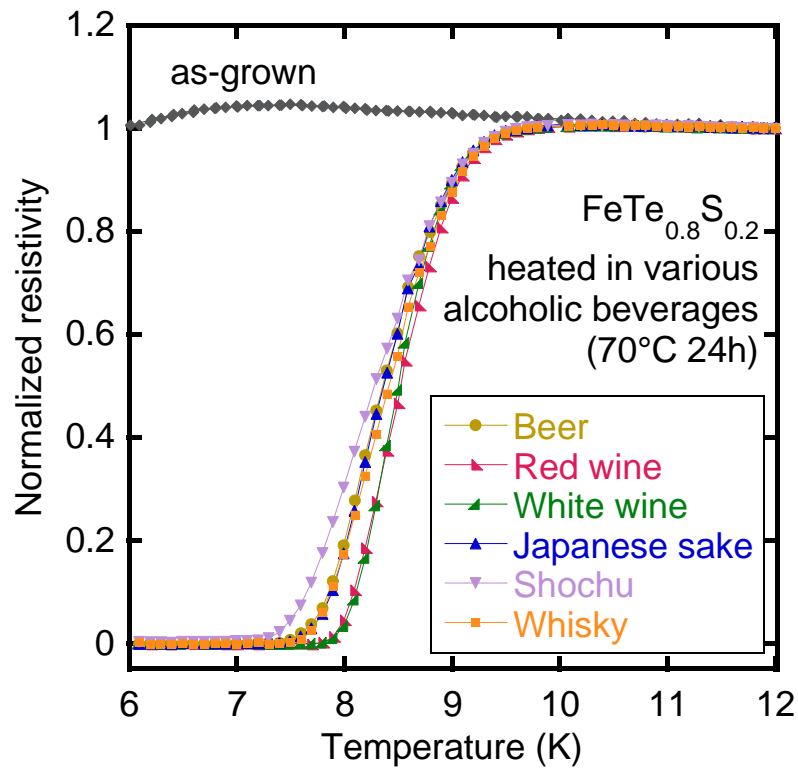 1.2
as-grown
1
FeTe0.8S0.2
0.8
heated in various
alcoholic beverages
(70°C 24h)
0.6
Normalized resistivity
0.4
Beer
Red wine
White wine
0.2
Japanese sake
Shochu
Whisky
0
6 7 8 9 10 11 12
Temperature (K)